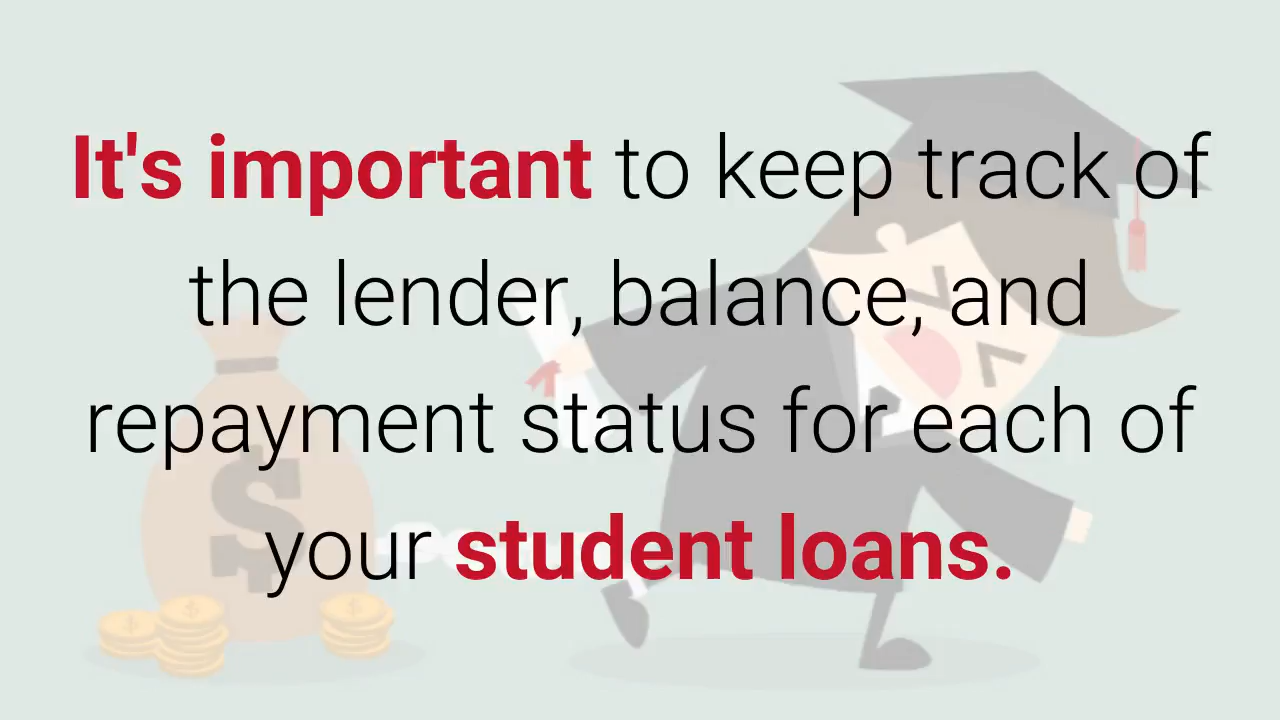 It's important to keep track of
the lender, balance, and
repayment status for each of
your student loans.